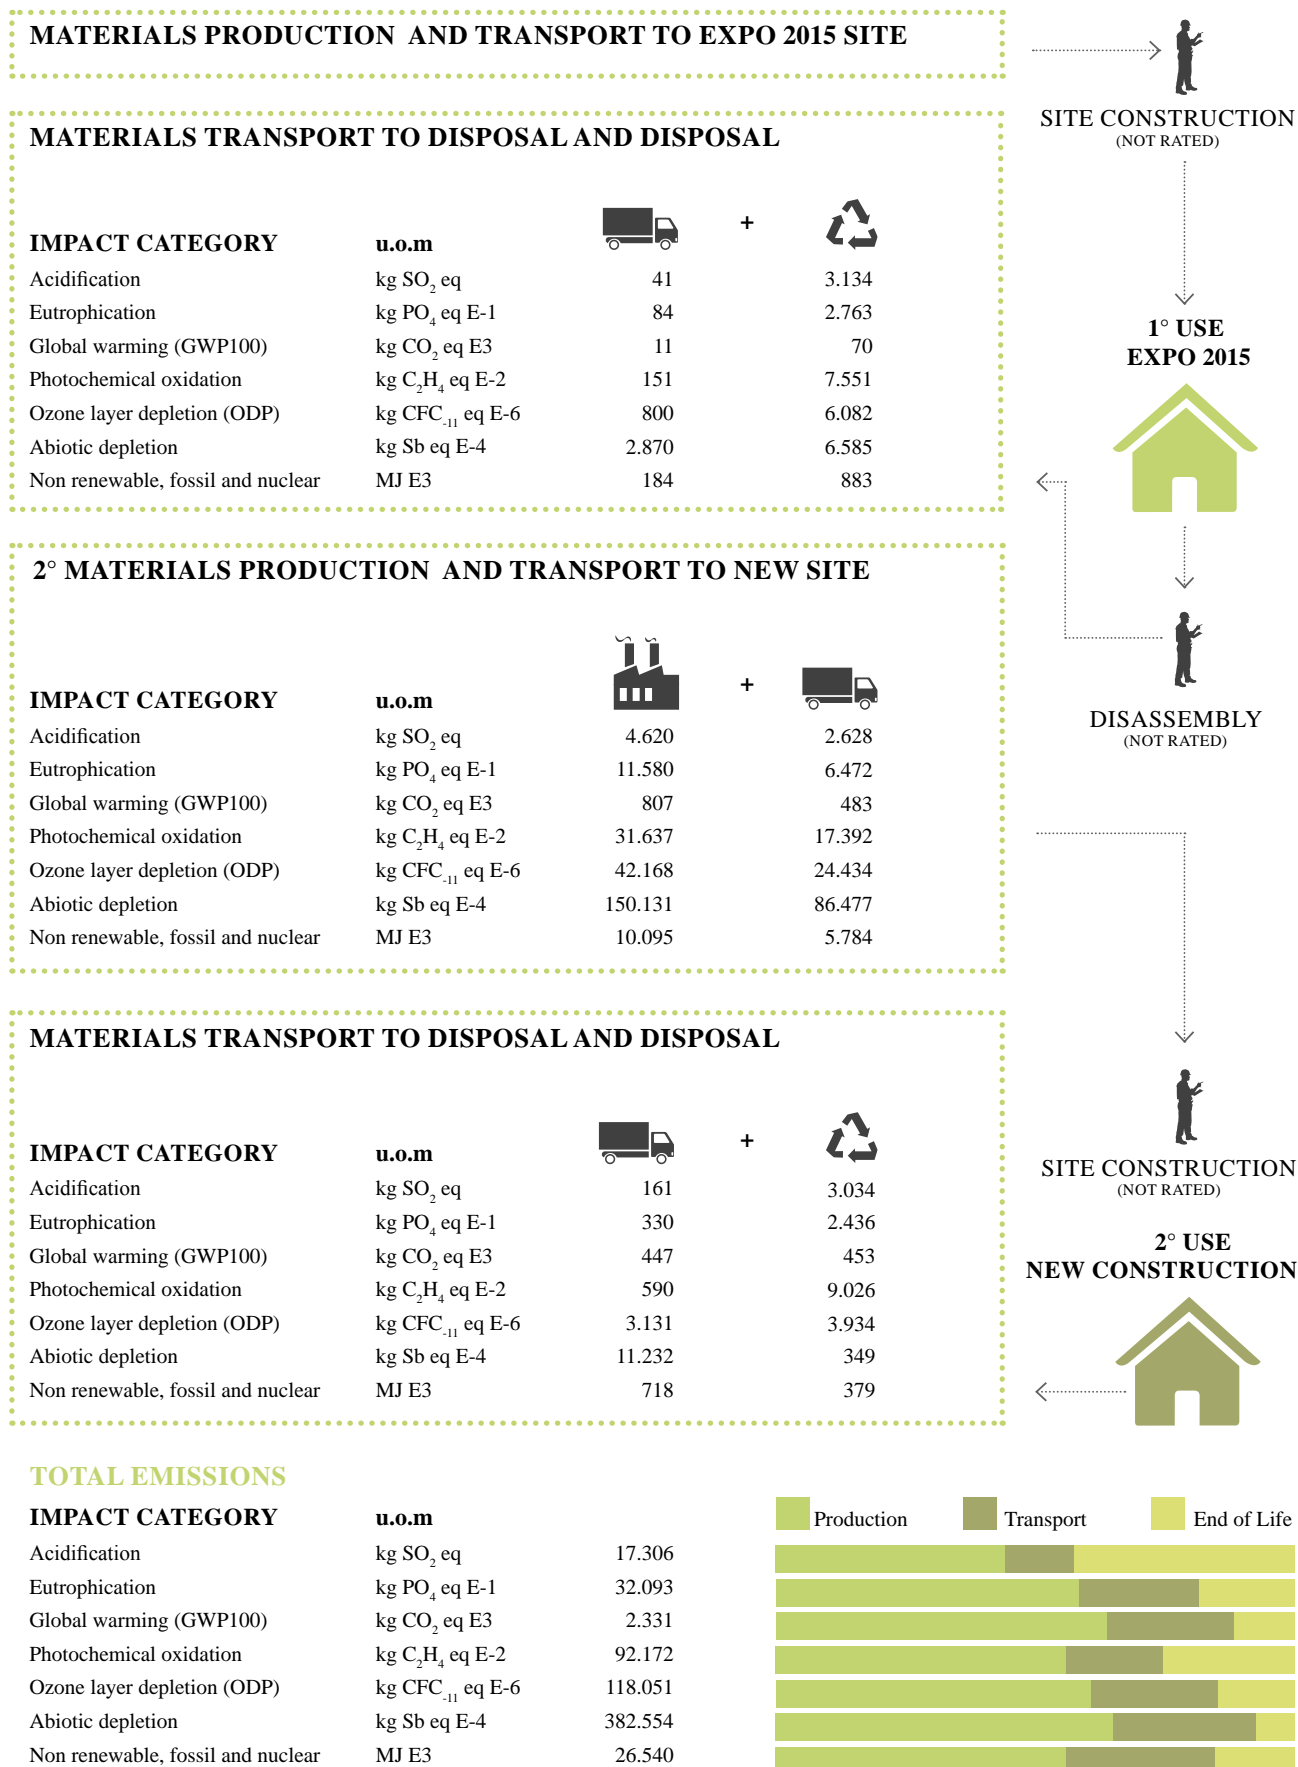 MATERIALS PRODUCTION AND TRANSPORT TO EXPO 2015 SITE
SITE CONSTRUCTION
(NOT RATED)
MATERIALS TRANSPORT TO DISPOSAL AND DISPOSAL
+
IMPACT CATEGORY u.o.m
Acidification kg SO₂ eq 41 3.134
Eutrophication kg PO₄ eq E-1 84 2.763
Global warming (GWP100) kg CO₂ eq E3 11 70
Photochemical oxidation kg C₂H₄ eq E-2 151 7.551
Ozone layer depletion (ODP) kg CFC₋₁₁ eq E-6 800 6.082
Abiotic depletion kg Sb eq E-4 2.870 6.585
Non renewable, fossil and nuclear MJ E3 184 883
1° USE
EXPO 2015
2° MATERIALS PRODUCTION AND TRANSPORT TO NEW SITE
+
IMPACT CATEGORY u.o.m
Acidification kg SO₂ eq 4.620 2.628
Eutrophication kg PO₄ eq E-1 11.580 6.472
Global warming (GWP100) kg CO₂ eq E3 807 483
Photochemical oxidation kg C₂H₄ eq E-2 31.637 17.392
Ozone layer depletion (ODP) kg CFC₋₁₁ eq E-6 42.168 24.434
Abiotic depletion kg Sb eq E-4 150.131 86.477
Non renewable, fossil and nuclear MJ E3 10.095 5.784
DISASSEMBLY
(NOT RATED)
MATERIALS TRANSPORT TO DISPOSAL AND DISPOSAL
+
IMPACT CATEGORY u.o.m
Acidification kg SO₂ eq 161 3.034
Eutrophication kg PO₄ eq E-1 330 2.436
Global warming (GWP100) kg CO₂ eq E3 447 453
Photochemical oxidation kg C₂H₄ eq E-2 590 9.026
Ozone layer depletion (ODP) kg CFC₋₁₁ eq E-6 3.131 3.934
Abiotic depletion kg Sb eq E-4 11.232 349
Non renewable, fossil and nuclear MJ E3 718 379
SITE CONSTRUCTION
(NOT RATED)
2° USE
NEW CONSTRUCTION
TOTAL EMISSIONS
IMPACT CATEGORY u.o.m
Production Transport End of Life
Acidification kg SO₂ eq 17.306
Eutrophication kg PO₄ eq E-1 32.093
Global warming (GWP100) kg CO₂ eq E3 2.331
Photochemical oxidation kg C₂H₄ eq E-2 92.172
Ozone layer depletion (ODP) kg CFC₋₁₁ eq E-6 118.051
Abiotic depletion kg Sb eq E-4 382.554
Non renewable, fossil and nuclear MJ E3 26.540